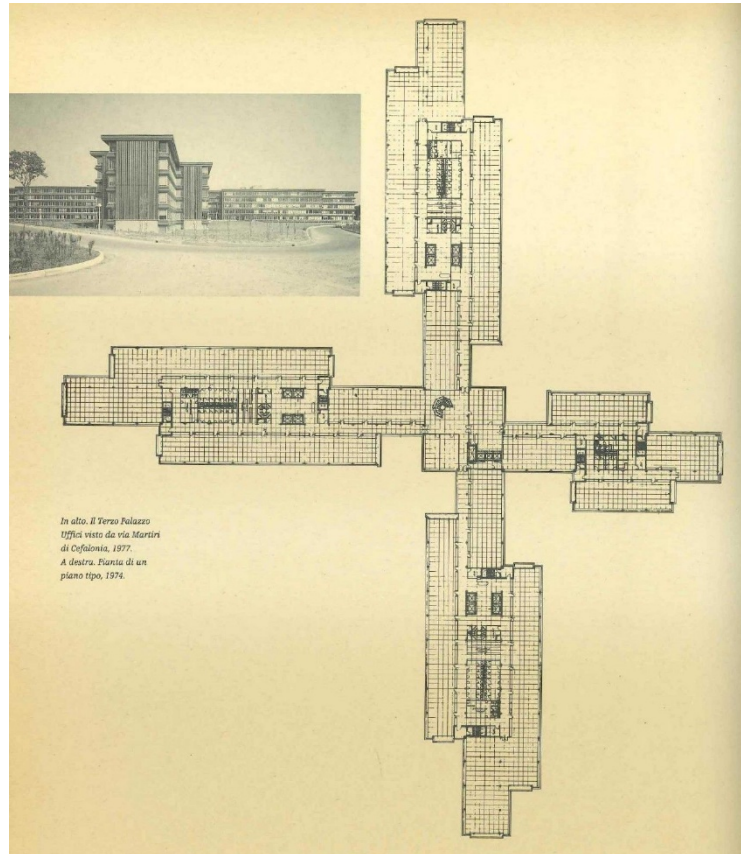 In alto. Il Terzo Palazzo
Uffici visto da via Martiri
di Cefalonia, 1977.
A destra. Pianta di un
piano tipo, 1974.